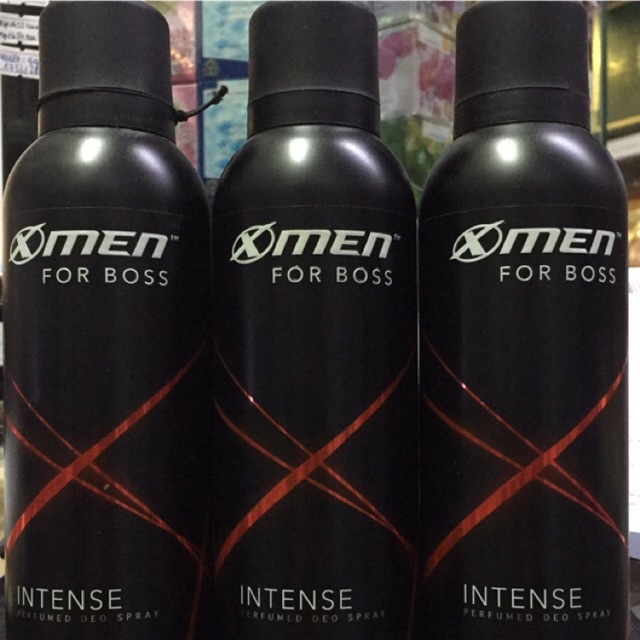 XMEN™
FOR BOSS
INTENSE
PERFUMED DEO SPRAY
XMEN™
FOR BOSS
INTENSE
PERFUMED DEO SPRAY
XMEN™
FOR BOSS
INTENSE
PERFUMED DEO SPRAY